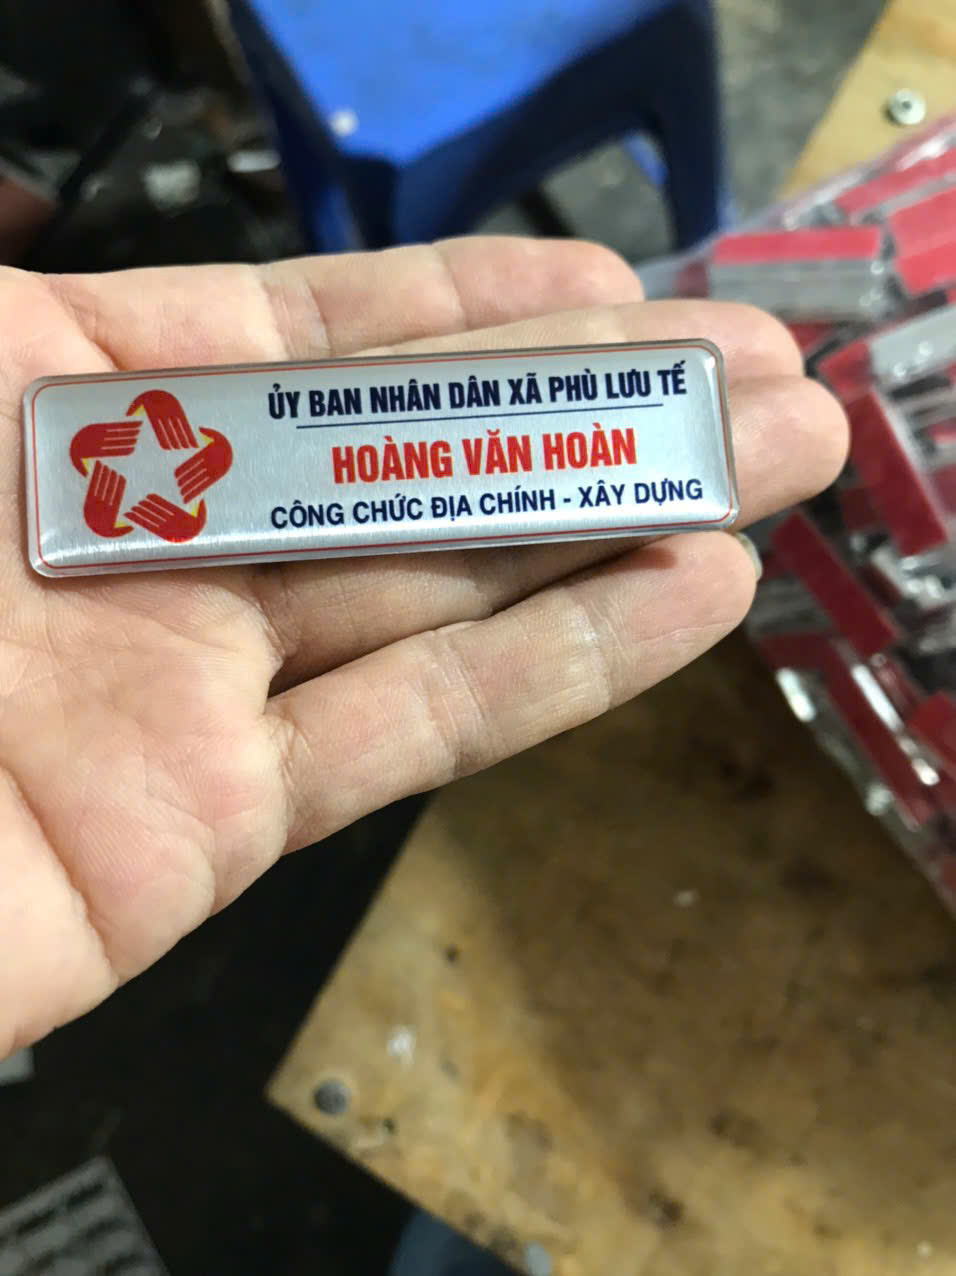 ỦY BAN NHÂN DÂN XÃ PHÙ LƯU TẾ
HOÀNG VĂN HOÀN
CÔNG CHỨC ĐỊA CHÍNH - XÂY DỰNG